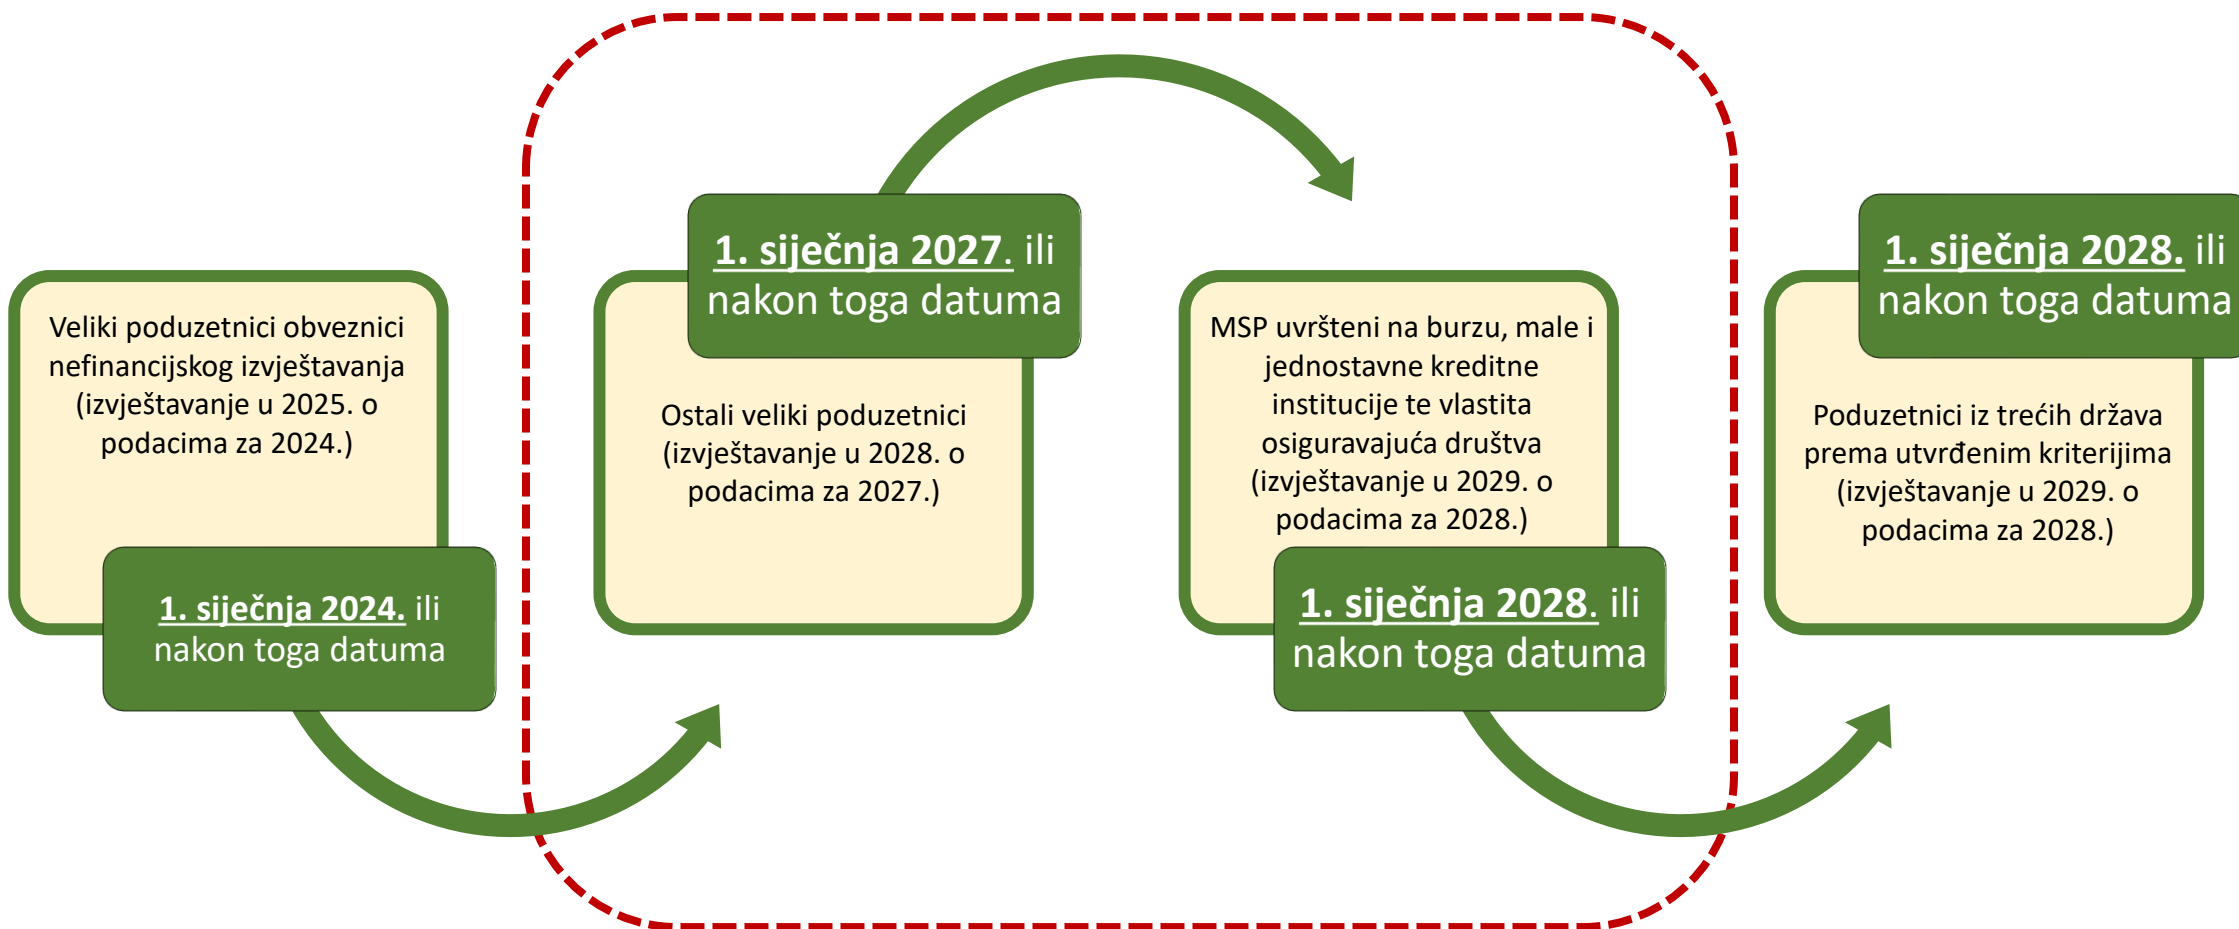 Veliki poduzetnici obveznici
nefinancijskog izvještavanja
(izvještavanje u 2025. o
podacima za 2024.)
1. siječnja 2024. ili
nakon toga datuma
1. siječnja 2027. ili
nakon toga datuma
Ostali veliki poduzetnici
(izvještavanje u 2028. o
podacima za 2027.)
MSP uvršteni na burzu, male i
jednostavne kreditne
institucije te vlastita
osiguravajuća društva
(izvještavanje u 2029. o
podacima za 2028.)
1. siječnja 2028. ili
nakon toga datuma
1. siječnja 2028. ili
nakon toga datuma
Poduzetnici iz trećih država
prema utvrđenim kriterijima
(izvještavanje u 2029. o
podacima za 2028.)